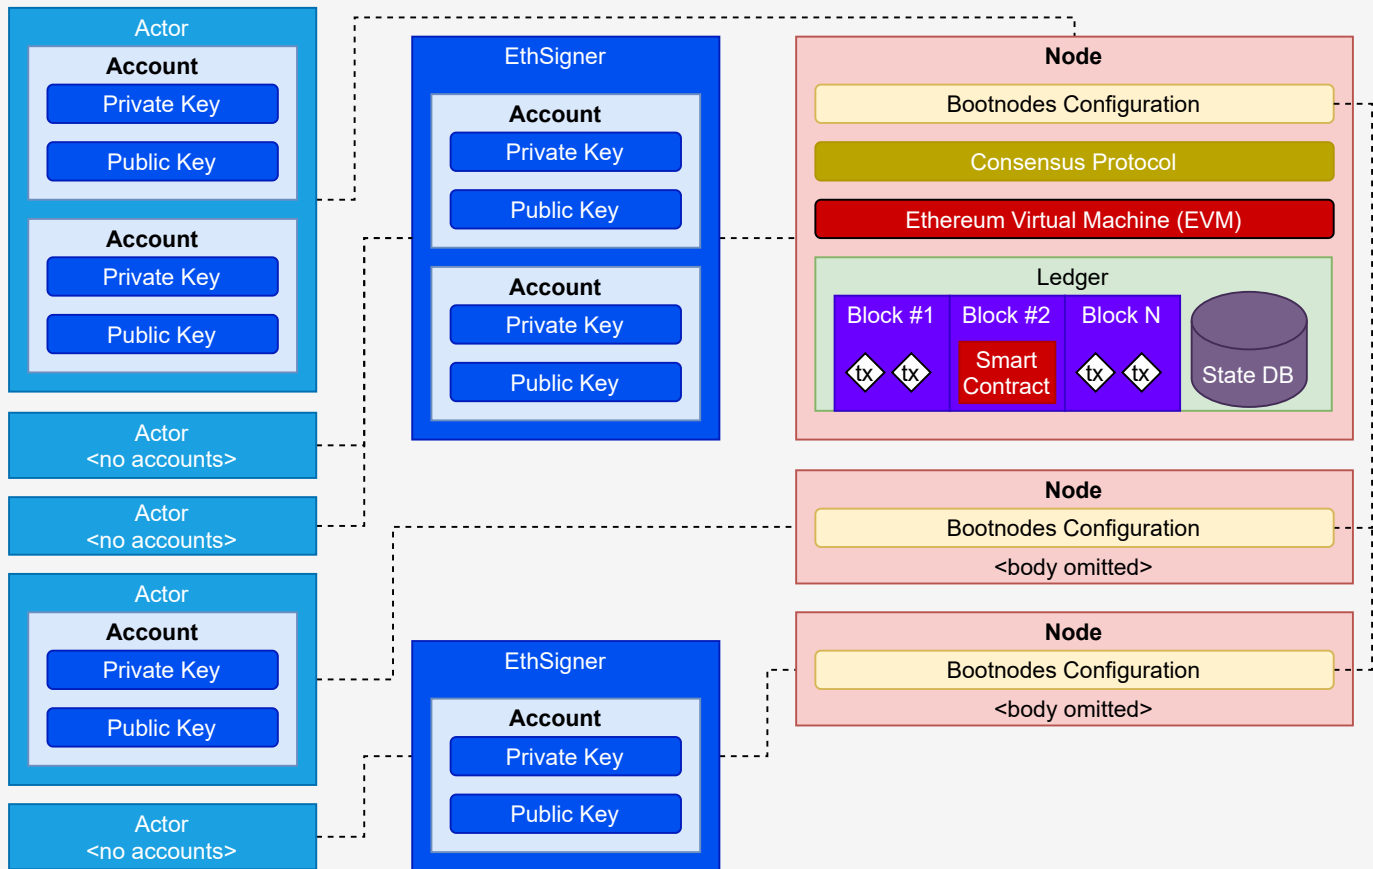 Actor
Account
Private Key
Public Key
Account
Private Key
Public Key
Actor
<no accounts>
Actor
<no accounts>
Actor
Account
Private Key
Public Key
Actor
<no accounts>
EthSigner
Account
Private Key
Public Key
Account
Private Key
Public Key
EthSigner
Account
Private Key
Public Key
Node
Bootnodes Configuration
Consensus Protocol
Ethereum Virtual Machine (EVM)
Ledger
Block #1
tx tx
Block #2
Smart
Contract
Block N
tx tx
State DB
Node
Bootnodes Configuration
<body omitted>
Node
Bootnodes Configuration
<body omitted>